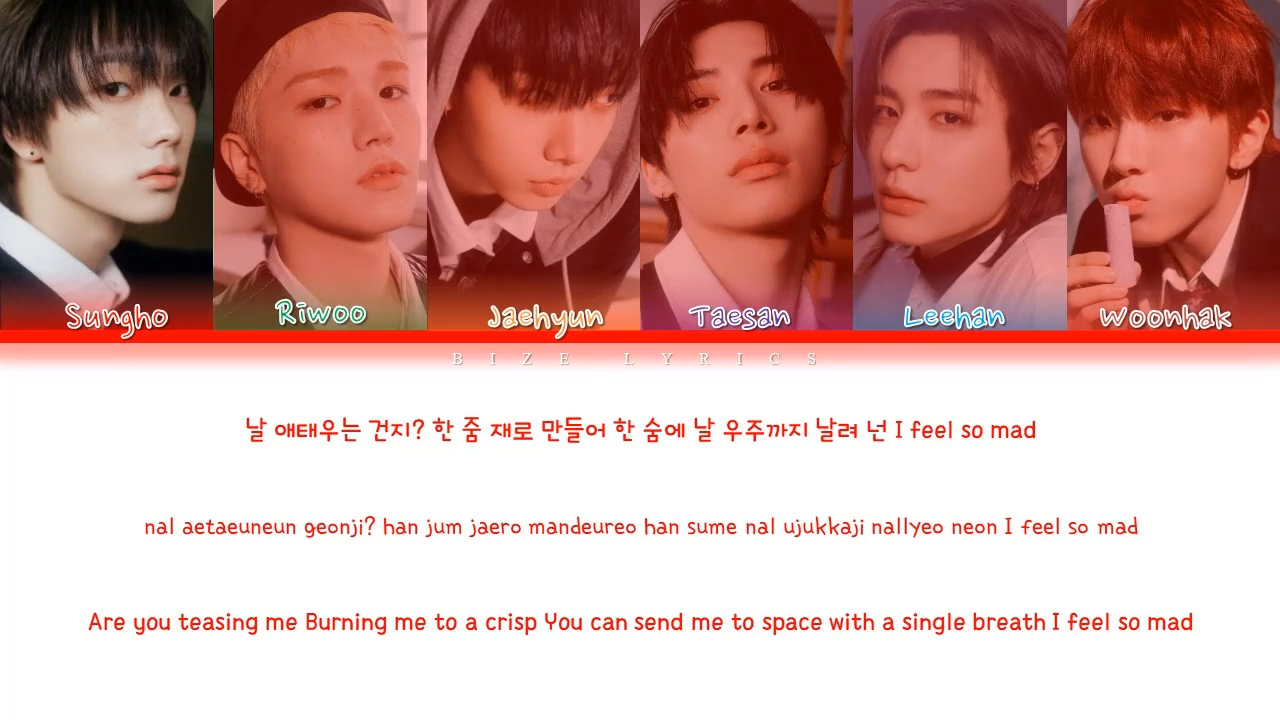 Sungho Riwoo Jaehyun Taesan Leehan Woonhak
BIZE LYRICS
날 애태우는 건지? 한 줌 재로 만들어 한 숨에 날 우주까지 날려 넌 I feel so mad
nal aetaeuneun geonji? han jum jaero mandeureo han sume nal ujukkaji nallyeo neon I feel so mad
Are you teasing me Burning me to a crisp You can send me to space with a single breath I feel so mad